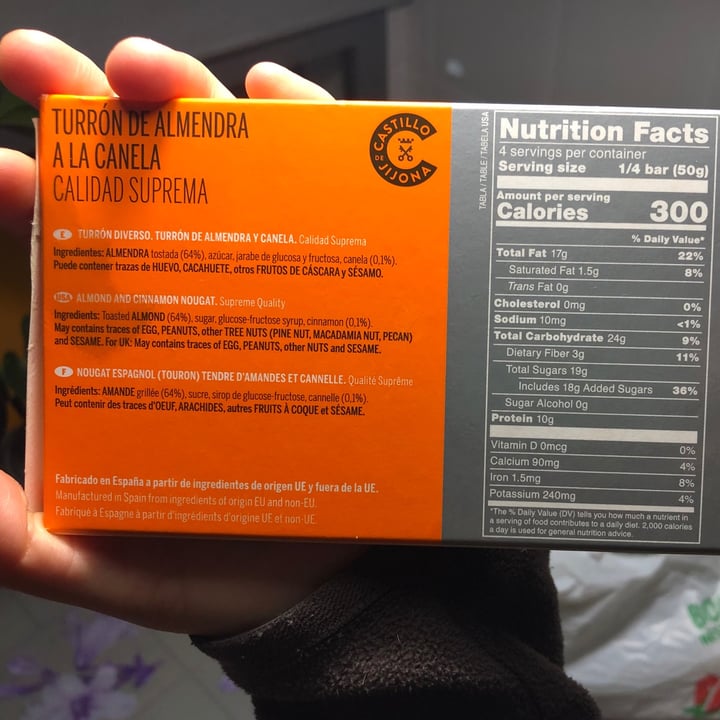 TURRÓN DE ALMENDRA
A LA CANELA
CALIDAD SUPREMA
CASTILLO
DE JIJONA
E TURRÓN DIVERSO. TURRÓN DE ALMENDRA Y CANELA. Calidad Suprema
Ingredientes: ALMENDRA tostada (64%), azúcar, jarabe de glucosa y fructosa, canela (0,1%).
Puede contener trazas de HUEVO, CACAHUETE, otros FRUTOS DE CÁSCARA y SÉSAMO.
USA ALMOND AND CINNAMON NOUGAT. Supreme Quality
Ingredients: Toasted ALMOND (64%), sugar, glucose-fructose syrup, cinnamon (0,1%).
May contains traces of EGG, PEANUTS, other TREE NUTS (PINE NUT, MACADAMIA NUT, PECAN)
and SESAME. For UK: May contains traces of EGG, PEANUTS, other NUTS and SESAME.
F NOUGAT ESPAGNOL (TOURON) TENDRE D'AMANDES ET CANNELLE. Qualité Suprême
Ingrédients: AMANDE grillée (64%), sucre, sirop de glucose-fructose, cannelle (0,1%).
Peut contenir des traces d'OEUF, ARACHIDES, autres FRUITS À COQUE et SÉSAME.
Fabricado en España a partir de ingredientes de origen UE y fuera de la UE.
Manufactured in Spain from ingredients of origin EU and non-EU.
Fabriqué à Espagne à partir d'ingrédients d'origine UE et non-UE.
TABLA / TABLE / TABELA USA
Nutrition Facts
4 servings per container
Serving size 1/4 bar (50g)
Amount per serving
Calories 300
% Daily Value*
Total Fat 17g 22%
Saturated Fat 1.5g 8%
Trans Fat 0g
Cholesterol 0mg 0%
Sodium 10mg <1%
Total Carbohydrate 24g 9%
Dietary Fiber 3g 11%
Total Sugars 19g
Includes 18g Added Sugars 36%
Sugar Alcohol 0g
Protein 10g
Vitamin D 0mcg 0%
Calcium 90mg 4%
Iron 1.5mg 8%
Potassium 240mg 4%
*The % Daily Value (DV) tells you how much a nutrient in
a serving of food contributes to a daily diet. 2,000 calories
a day is used for general nutrition advice.